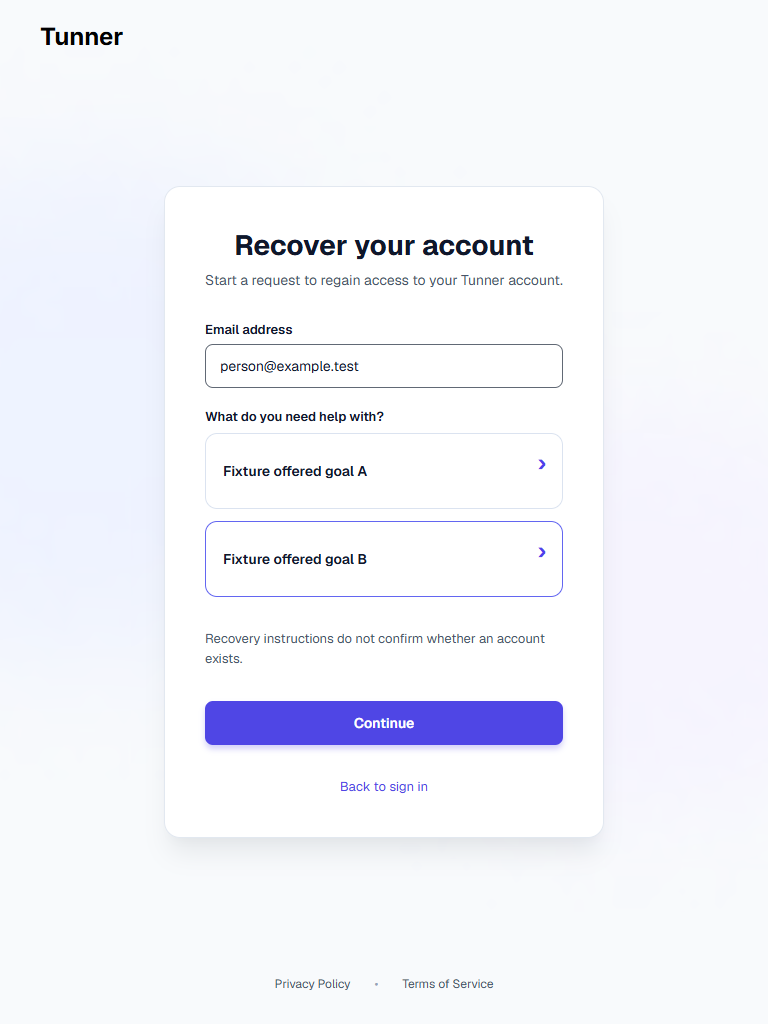 Tunner
Recover your account
Start a request to regain access to your Tunner account.
Email address
person@example.test
What do you need help with?
Fixture offered goal A
Fixture offered goal B
Recovery instructions do not confirm whether an account
exists.
Continue
Back to sign in
Privacy Policy • Terms of Service